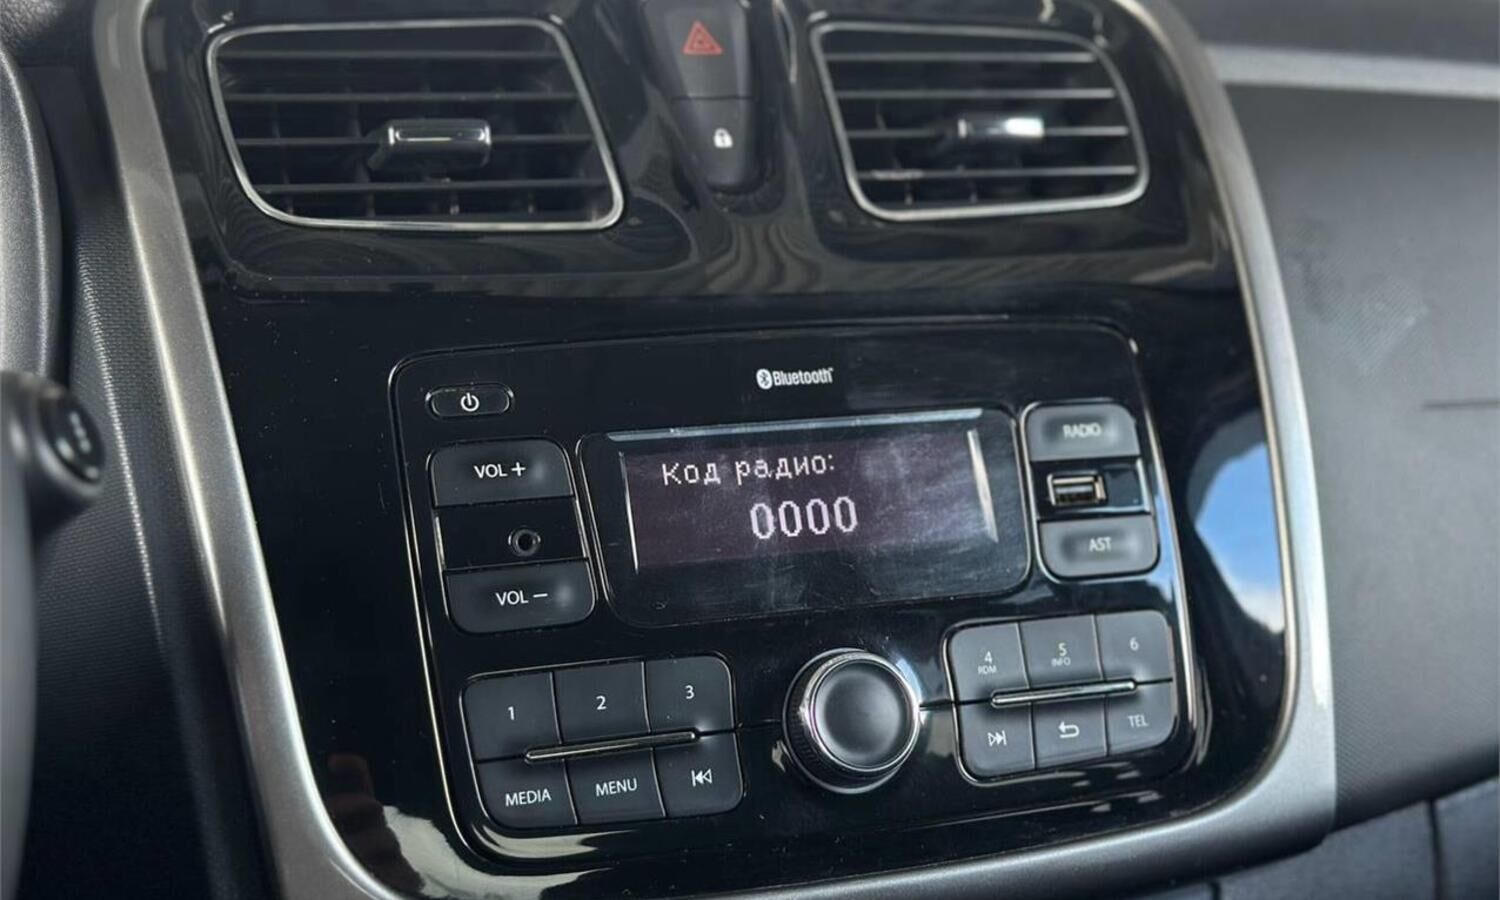 Bluetooth
VOL +
Код радио:
0000
RADIO
AST
VOL −
1
2
3
4
RDM
5
INFO
6
MEDIA
MENU
TEL